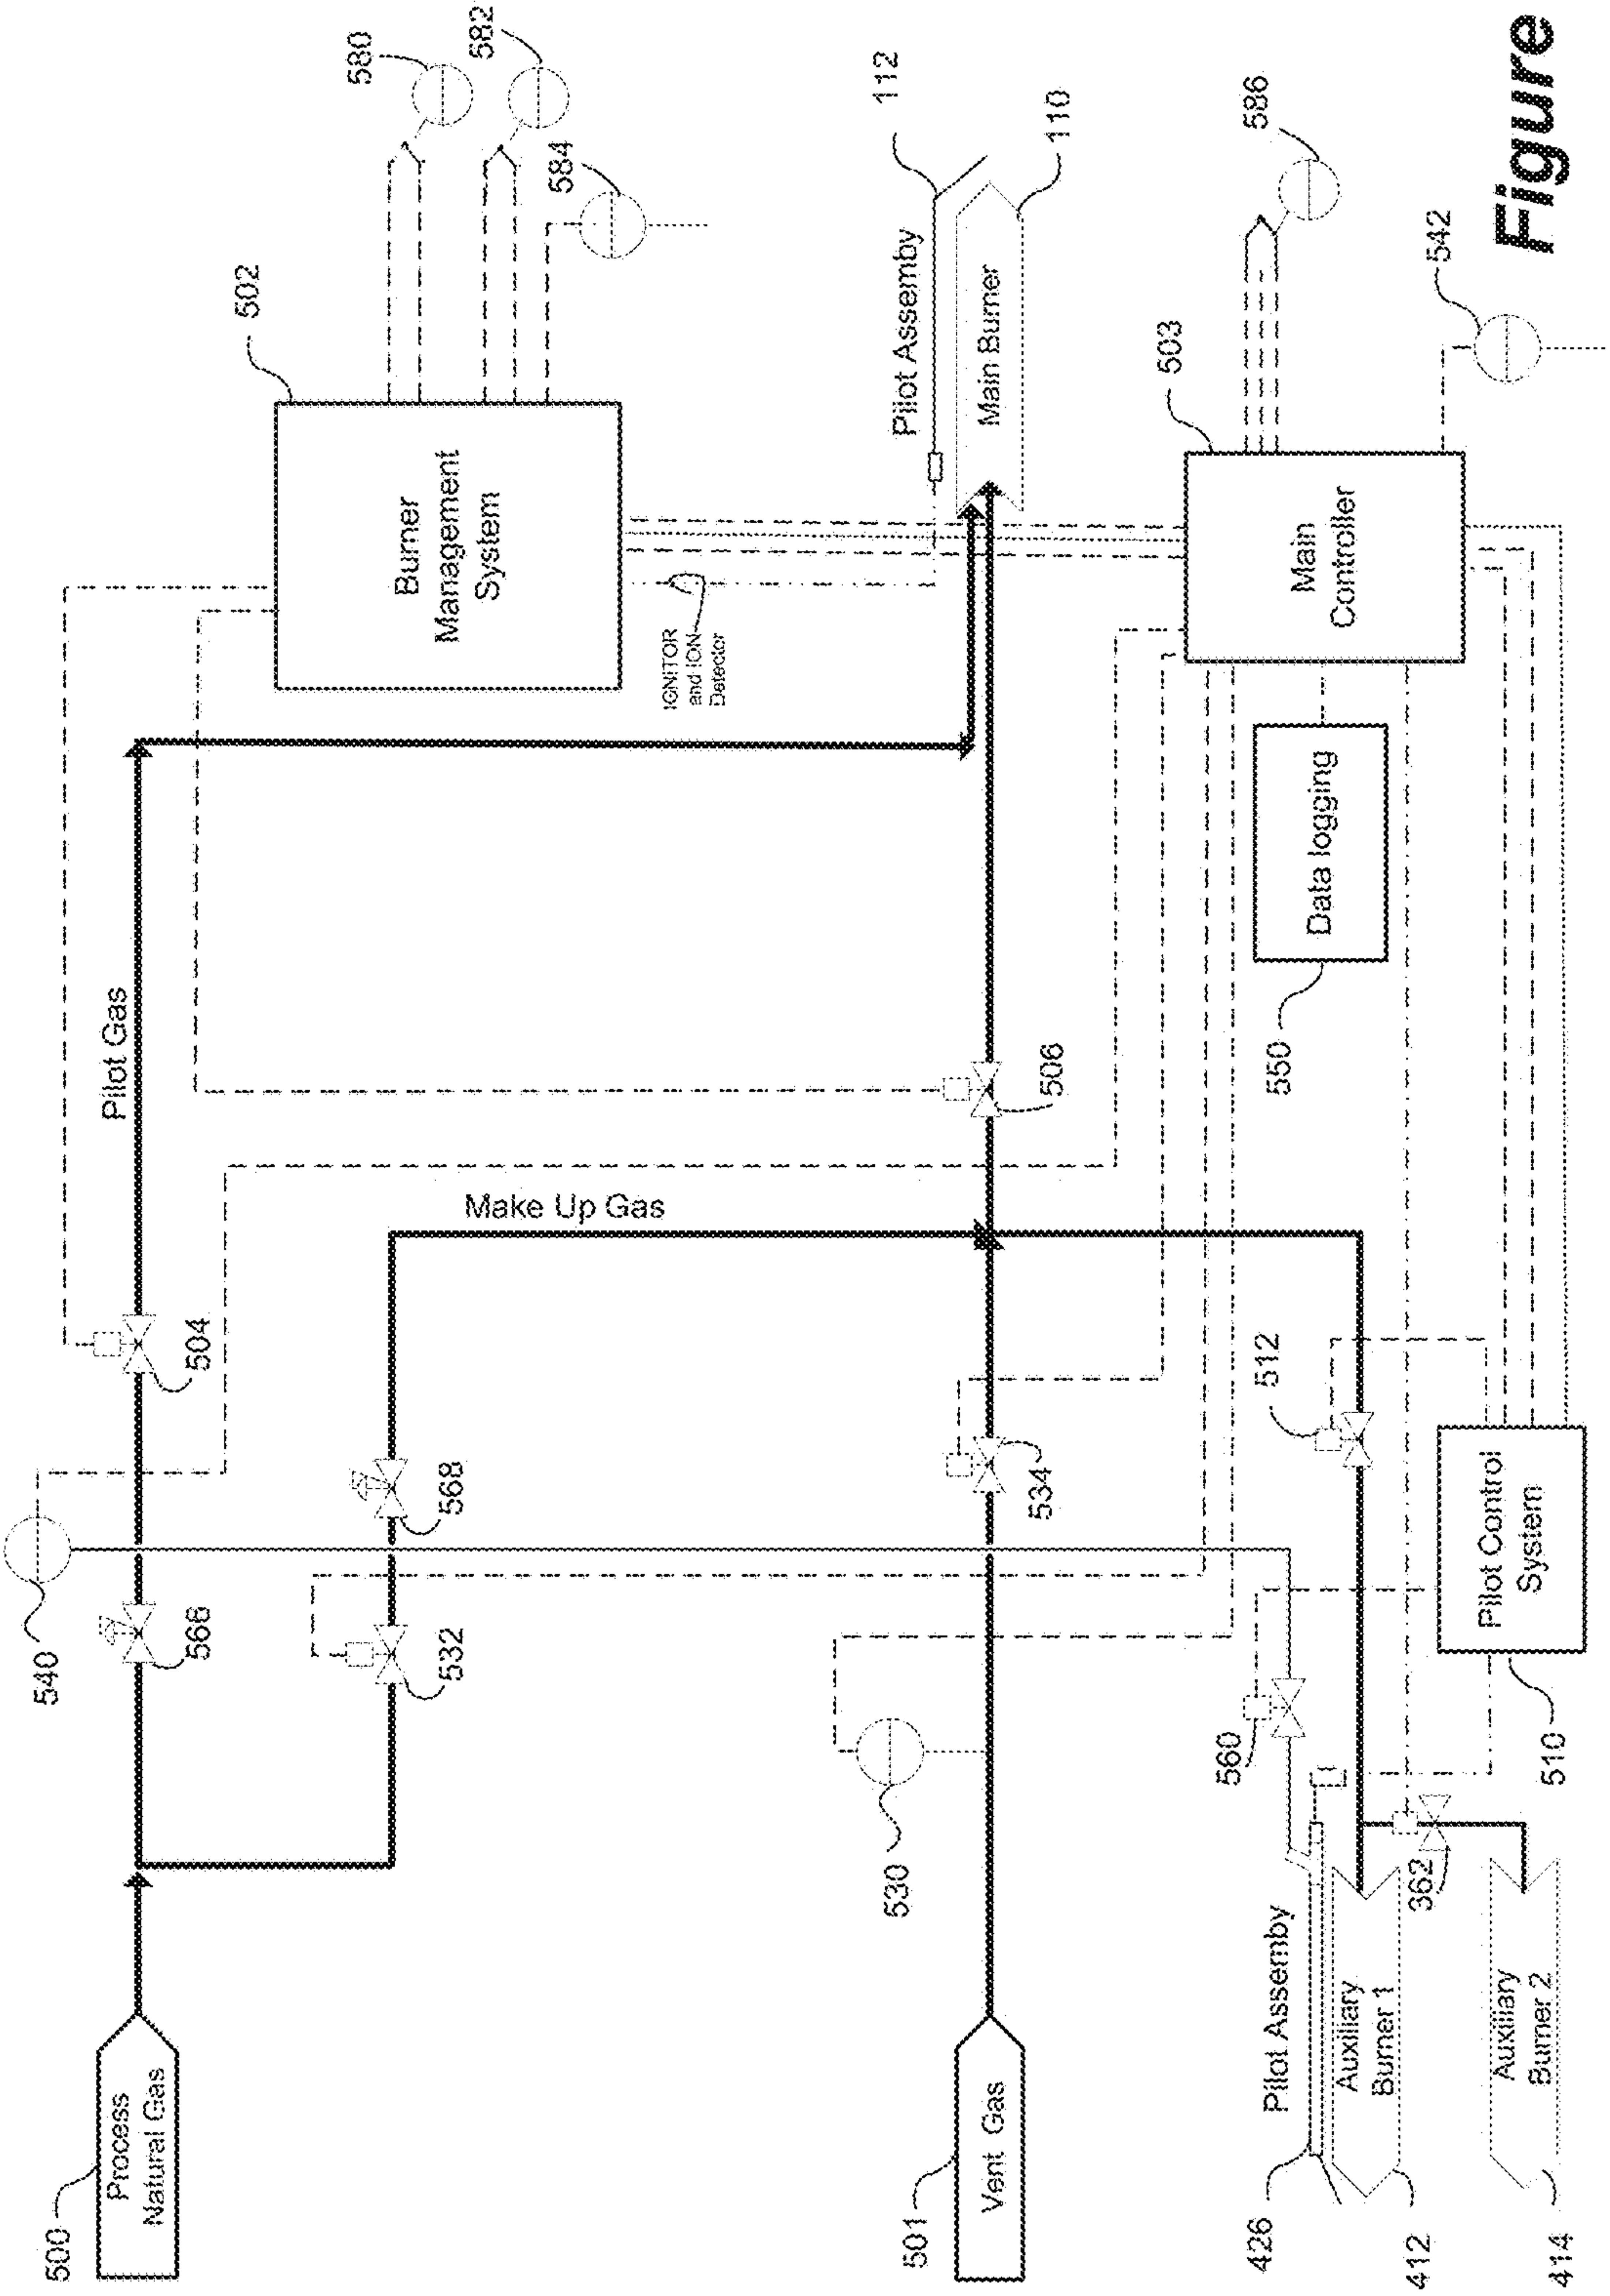 500
Process
Natural Gas
540
568
504
Pilot Gas
502
580
582
584
532
568
Make Up Gas
Burner
Management
System
IGNITOR
and ION
Detector
501
Vent Gas
530
534
506
Pilot Assemby
112
Main Burner
110
426
Pilot Assemby
560
512
503
586
Auxiliary
Burner 1
412
362
550
Data logging
Main
Controller
542
Auxiliary
Burner 2
414
510
Pilot Control
System
Figure